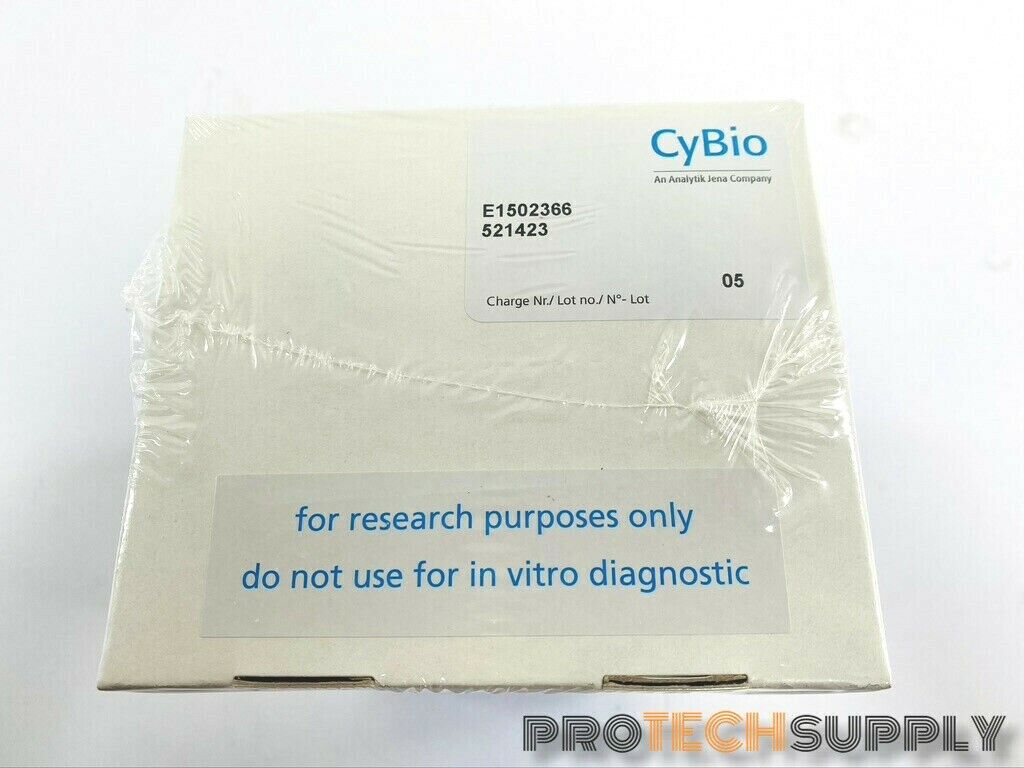 CyBio
An Analytik Jena Company
E1502366
521423
05
Charge Nr./ Lot no./ N°- Lot
for research purposes only
do not use for in vitro diagnostic
PROTECHSUPPLY